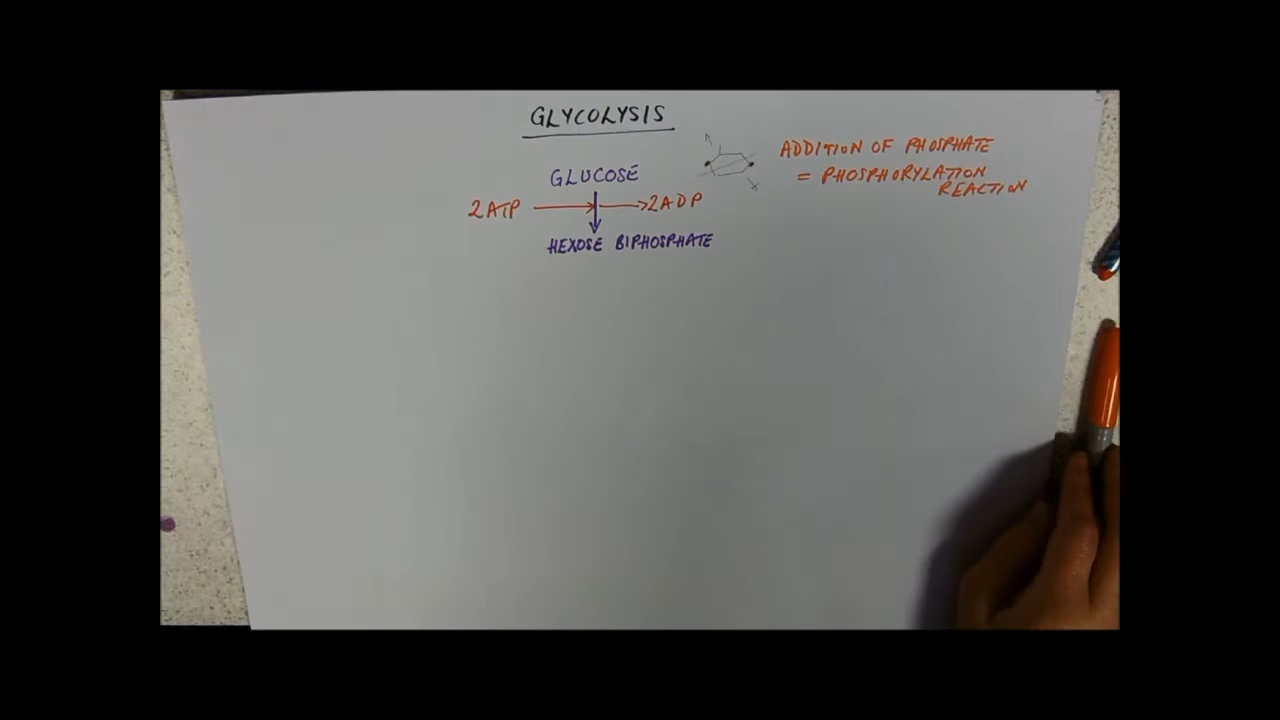 GLYCOLYSIS
ADDITION OF PHOSPHATE
= PHOSPHORYLATION
REACTION
GLUCOSE
2ATP
2ADP
HEXOSE BIPHOSPHATE